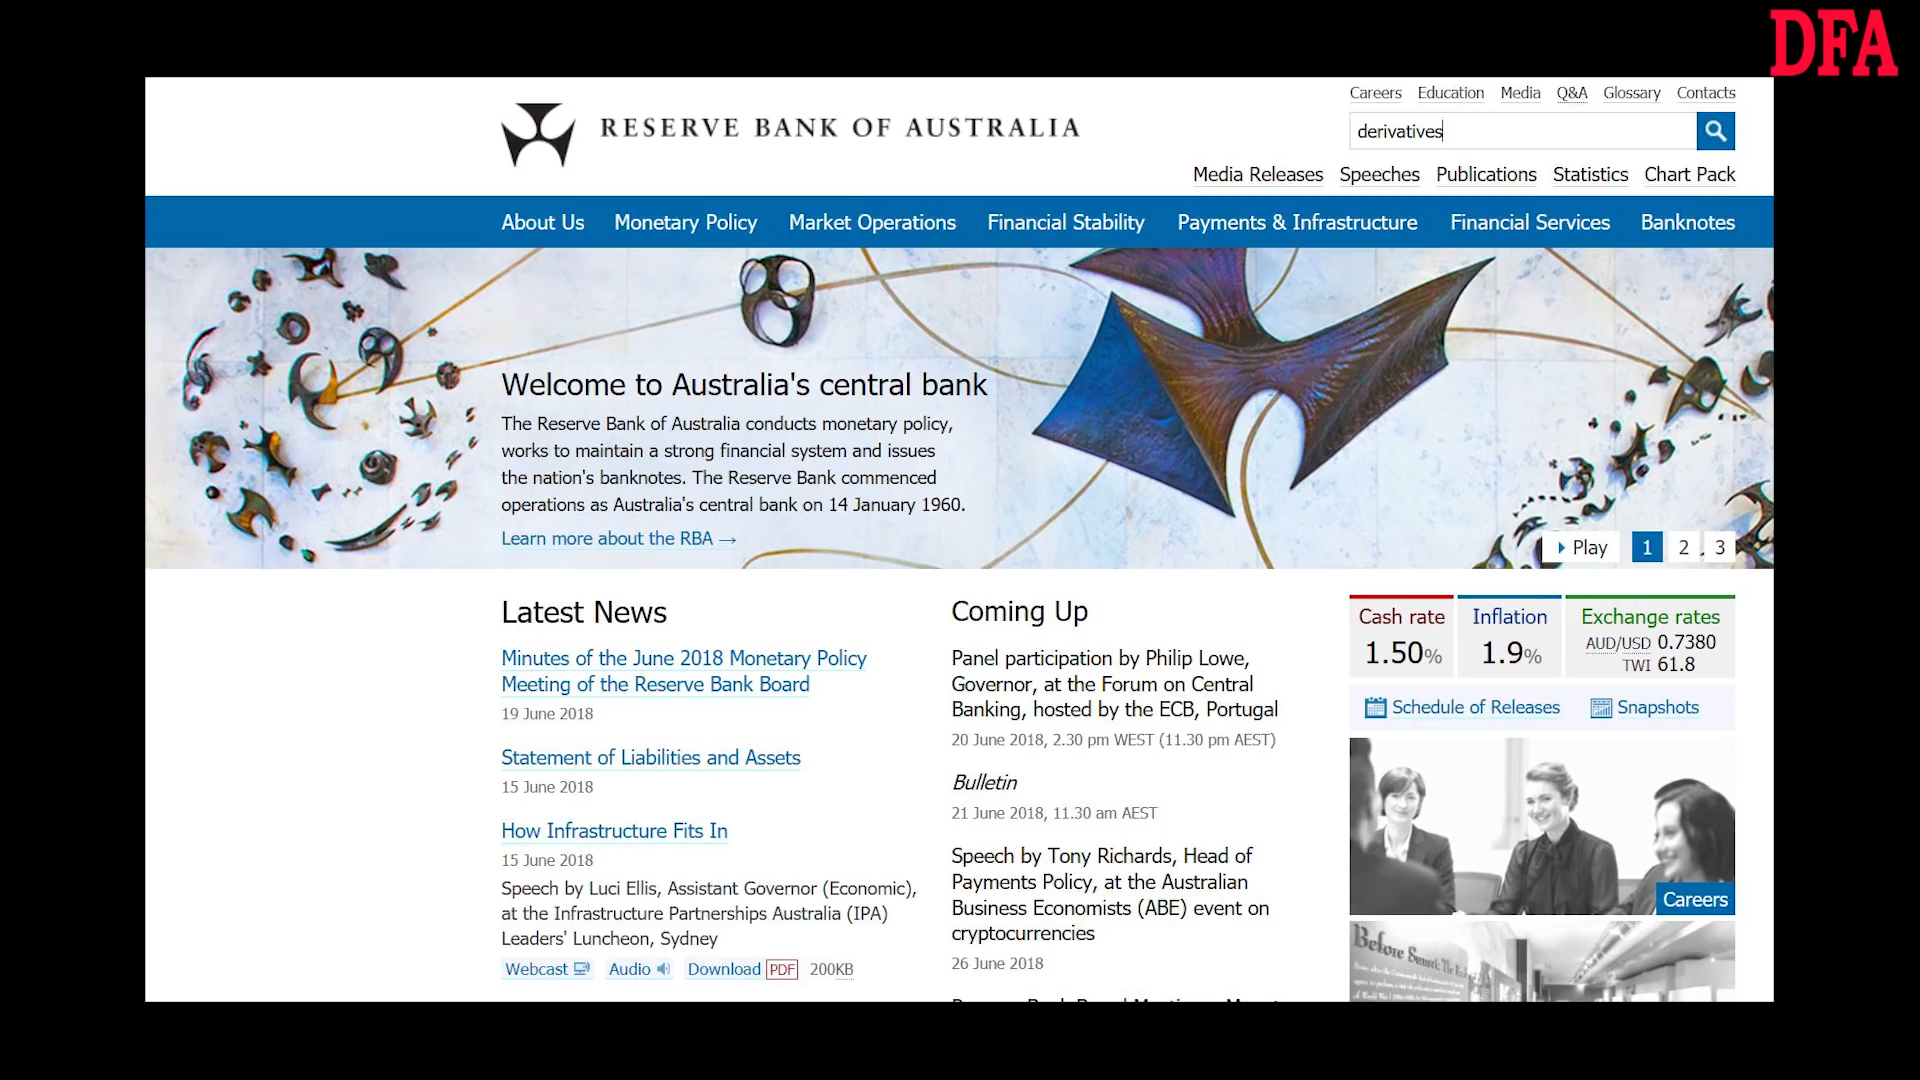 DFA
Careers Education Media Q&A Glossary Contacts
RESERVE BANK OF AUSTRALIA
derivatives
Media Releases Speeches Publications Statistics Chart Pack
About Us Monetary Policy Market Operations Financial Stability Payments & Infrastructure Financial Services Banknotes
Welcome to Australia's central bank
The Reserve Bank of Australia conducts monetary policy,
works to maintain a strong financial system and issues
the nation's banknotes. The Reserve Bank commenced
operations as Australia's central bank on 14 January 1960.
Learn more about the RBA →
Play 1 2 3
Latest News
Minutes of the June 2018 Monetary Policy
Meeting of the Reserve Bank Board
19 June 2018
Statement of Liabilities and Assets
15 June 2018
How Infrastructure Fits In
15 June 2018
Speech by Luci Ellis, Assistant Governor (Economic),
at the Infrastructure Partnerships Australia (IPA)
Leaders' Luncheon, Sydney
Webcast Audio Download PDF 200KB
Coming Up
Panel participation by Philip Lowe,
Governor, at the Forum on Central
Banking, hosted by the ECB, Portugal
20 June 2018, 2.30 pm WEST (11.30 pm AEST)
Bulletin
21 June 2018, 11.30 am AEST
Speech by Tony Richards, Head of
Payments Policy, at the Australian
Business Economists (ABE) event on
cryptocurrencies
26 June 2018
Cash rate
1.50%
Inflation
1.9%
Exchange rates
AUD/USD 0.7380
TWI 61.8
Schedule of Releases Snapshots
Careers
Before Sunset: The